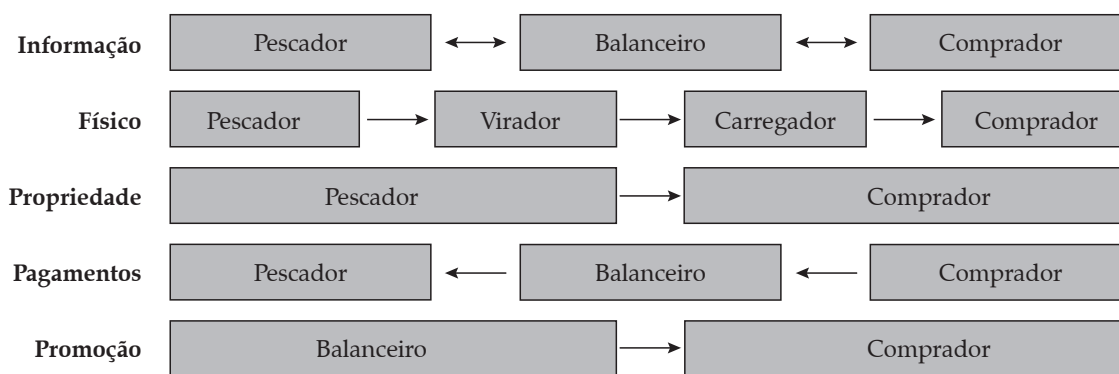 Informação Pescador Balanceiro Comprador
Físico Pescador Virador Carregador Comprador
Propriedade Pescador Comprador
Pagamentos Pescador Balanceiro Comprador
Promoção Balanceiro Comprador